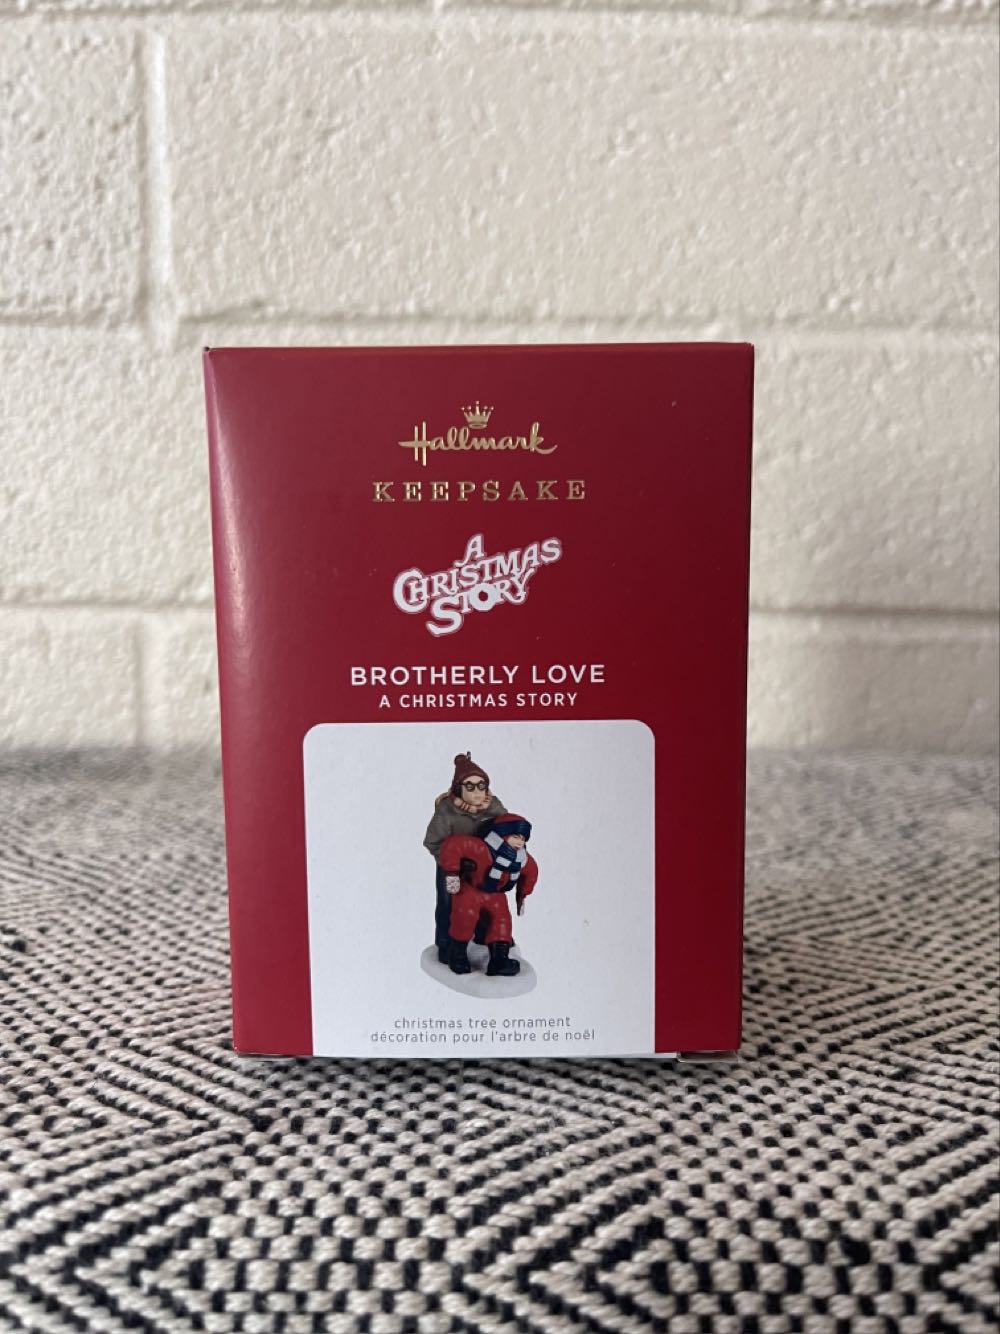 Hallmark
KEEPSAKE
A
CHRISTMAS
STORY
BROTHERLY LOVE
A CHRISTMAS STORY
christmas tree ornament
décoration pour l'arbre de noël